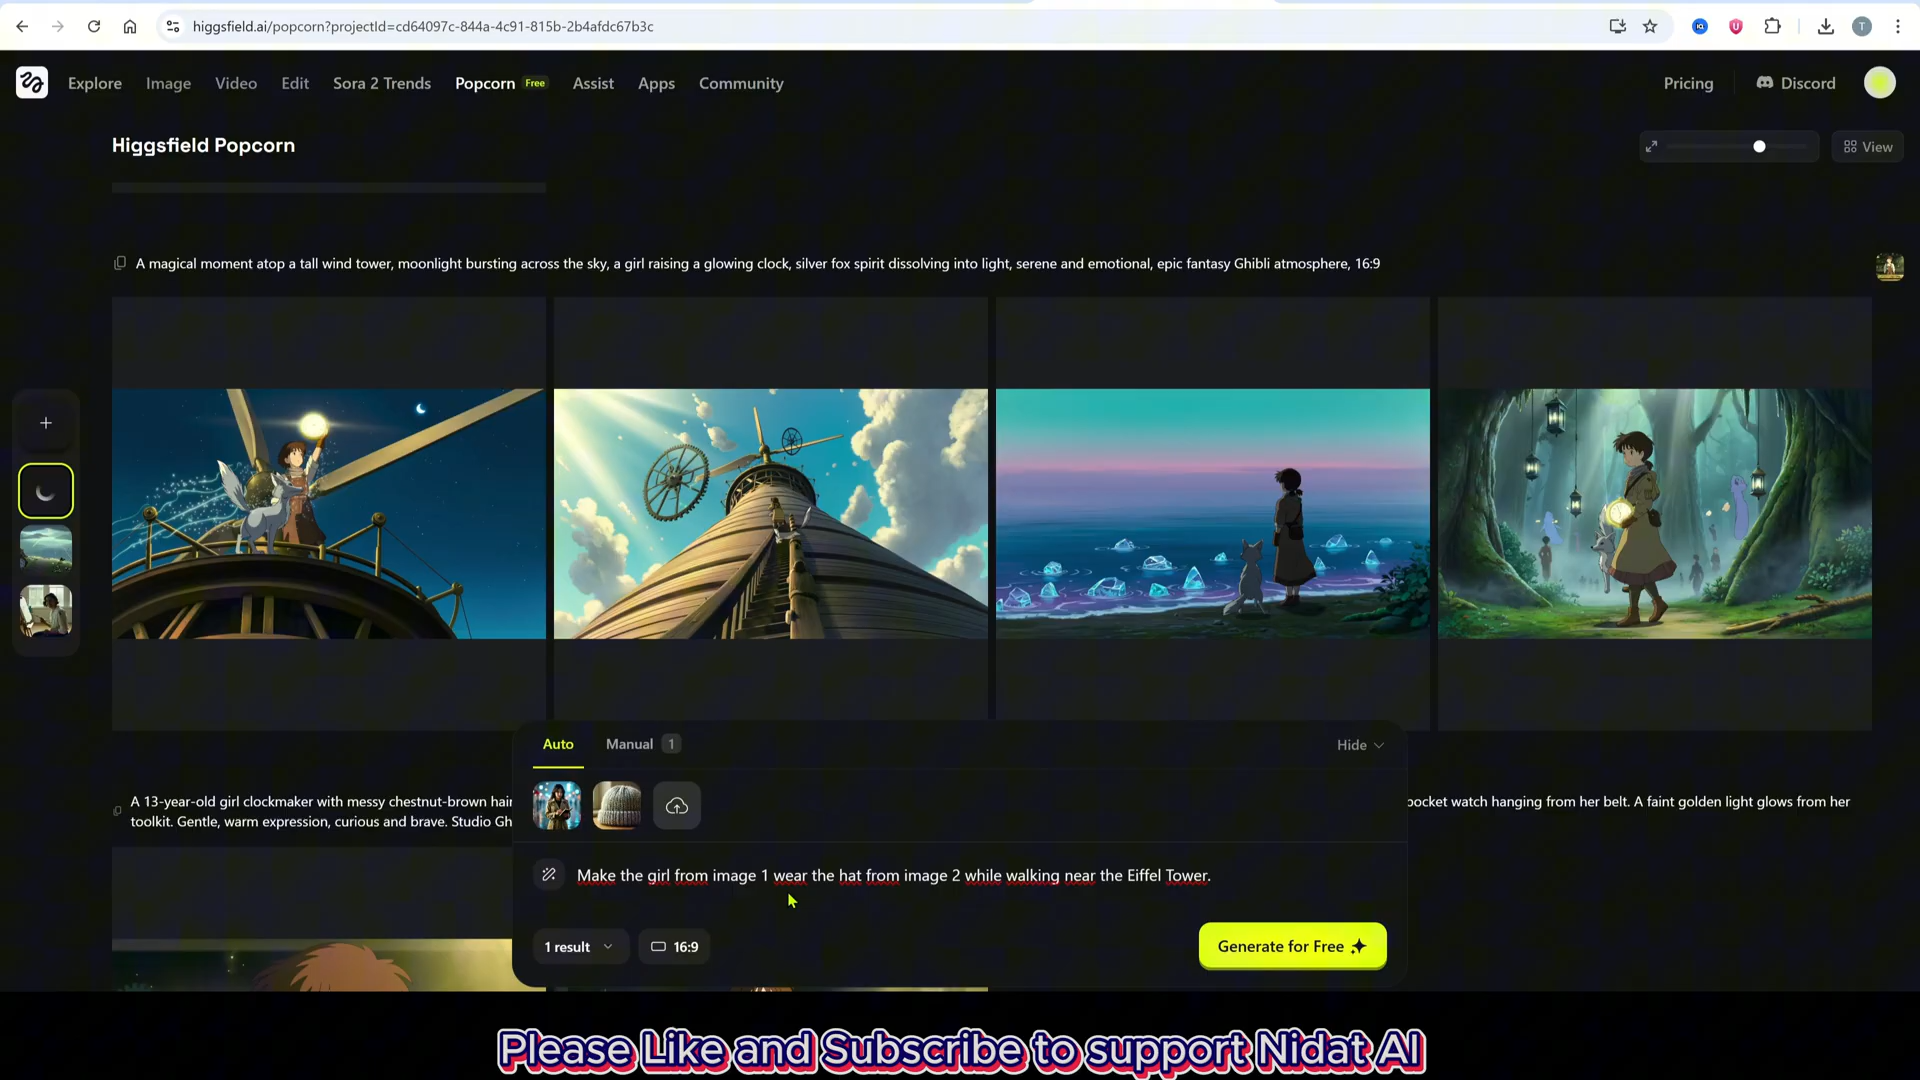 higgsfield.ai/popcorn?projectId=cd64097c-844a-4c91-815b-2b4afdc67b3c
T
Explore Image Video Edit Sora 2 Trends Popcorn Free Assist Apps Community Pricing Discord
Higgsfield Popcorn
View
A magical moment atop a tall wind tower, moonlight bursting across the sky, a girl raising a glowing clock, silver fox spirit dissolving into light, serene and emotional, epic fantasy Ghibli atmosphere, 16:9
Auto Manual 1 Hide
A 13-year-old girl clockmaker with messy chestnut-brown hair
pocket watch hanging from her belt. A faint golden light glows from her
toolkit. Gentle, warm expression, curious and brave. Studio Gh
Make the girl from image 1 wear the hat from image 2 while walking near the Eiffel Tower.
1 result 16:9 Generate for Free
Please Like and Subscribe to support Nidat AI